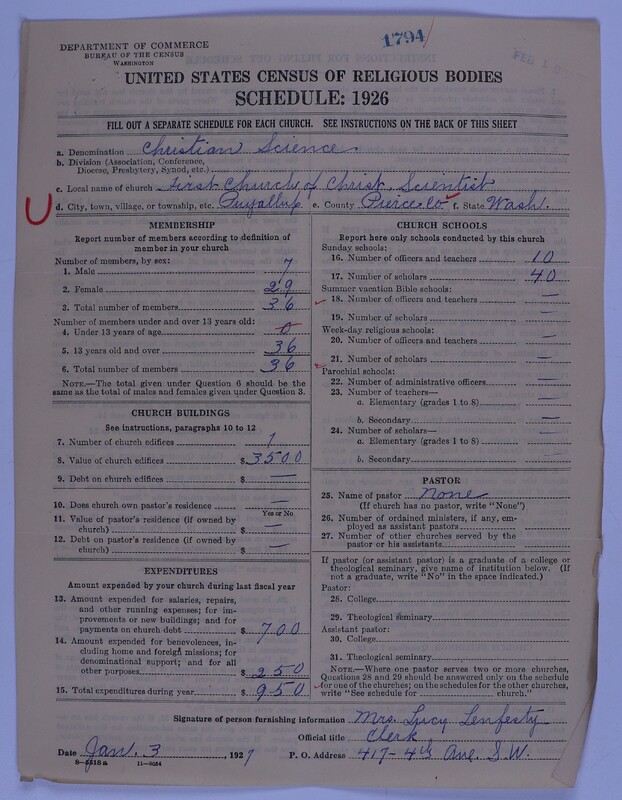 1794
DEPARTMENT OF COMMERCE
BUREAU OF THE CENSUS
WASHINGTON
UNITED STATES CENSUS OF RELIGIOUS BODIES
SCHEDULE: 1926
FILL OUT A SEPARATE SCHEDULE FOR EACH CHURCH. SEE INSTRUCTIONS ON THE BACK OF THIS SHEET
a. Denomination Christian Science.
b. Division (Association, Conference,
Diocese, Presbytery, Synod, etc.)
c. Local name of church First Church of Christ, Scientist
d. City, town, village, or township, etc. Puyallup e. County Pierce Co f. State Wash.
MEMBERSHIP
Report number of members according to definition of
member in your church
Number of members, by sex:
1. Male 7
2. Female 29
3. Total number of members 36
Number of members under and over 13 years old:
4. Under 13 years of age 0
5. 13 years old and over 36
6. Total number of members 36
NOTE.—The total given under Question 6 should be the
same as the total of males and females given under Question 3.
CHURCH BUILDINGS
See instructions, paragraphs 10 to 12
7. Number of church edifices 1
8. Value of church edifices $3500
9. Debt on church edifices $ —
10. Does church own pastor's residence —
Yes or No
11. Value of pastor's residence (if owned by
church) $ —
12. Debt on pastor's residence (if owned by
church) $ —
EXPENDITURES
Amount expended by your church during last fiscal year
13. Amount expended for salaries, repairs,
and other running expenses; for im-
provements or new buildings; and for
payments on church debt $ 700
14. Amount expended for benevolences, in-
cluding home and foreign missions; for
denominational support; and for all
other purposes $ 250
15. Total expenditures during year $ 950
CHURCH SCHOOLS
Report here only schools conducted by this church
Sunday schools:
16. Number of officers and teachers 10
17. Number of scholars 40
Summer vacation Bible schools:
18. Number of officers and teachers —
19. Number of scholars —
Week-day religious schools:
20. Number of officers and teachers —
21. Number of scholars —
Parochial schools:
22. Number of administrative officers —
23. Number of teachers—
a. Elementary (grades 1 to 8) —
b. Secondary —
24. Number of scholars—
a. Elementary (grades 1 to 8) —
b. Secondary —
PASTOR
25. Name of pastor none
(If church has no pastor, write "None")
26. Number of ordained ministers, if any, em-
ployed as assistant pastors
27. Number of other churches served by the
pastor or his assistants
If pastor (or assistant pastor) is a graduate of a college or
theological seminary, give name of institution below. (If
not a graduate, write "No" in the space indicated.)
Pastor:
28. College
29. Theological seminary
Assistant pastor:
30. College
31. Theological seminary
NOTE.—Where one pastor serves two or more churches,
Questions 28 and 29 should be answered only on the schedule
for one of the churches; on the schedules for the other churches,
write "See schedule for ________ church."
Signature of person furnishing information Mrs. Lucy Lenfesty
Official title Clerk
Date Jan. 3, 1927 P. O. Address 417-4th Ave. S.W.